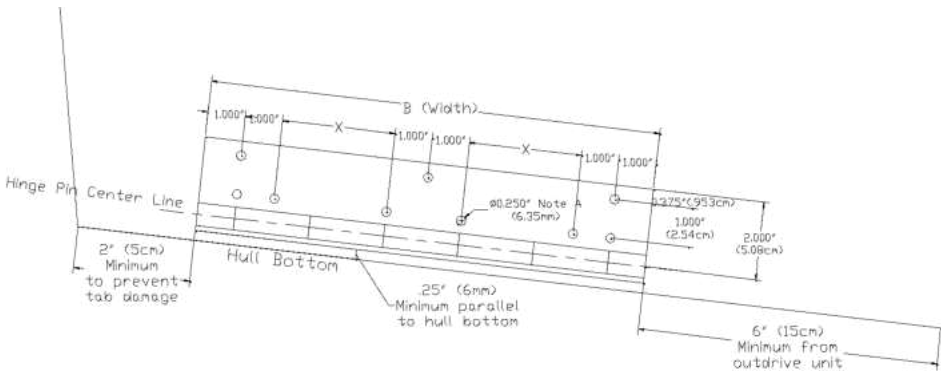 B (Width)
1.000" 1.000" X 1.000" 1.000" X 1.000" 1.000"
Hinge Pin Center Line
Ø0.250" Note A
(6.35mm)
0.375"(.953cm)
1.000"
(2.54cm)
2.000"
(5.08cm)
2" (5cm)
Minimum
to prevent
tab damage
Hull Bottom
.25" (6mm)
Minimum parallel
to hull bottom
6" (15cm)
Minimum from
outdrive unit